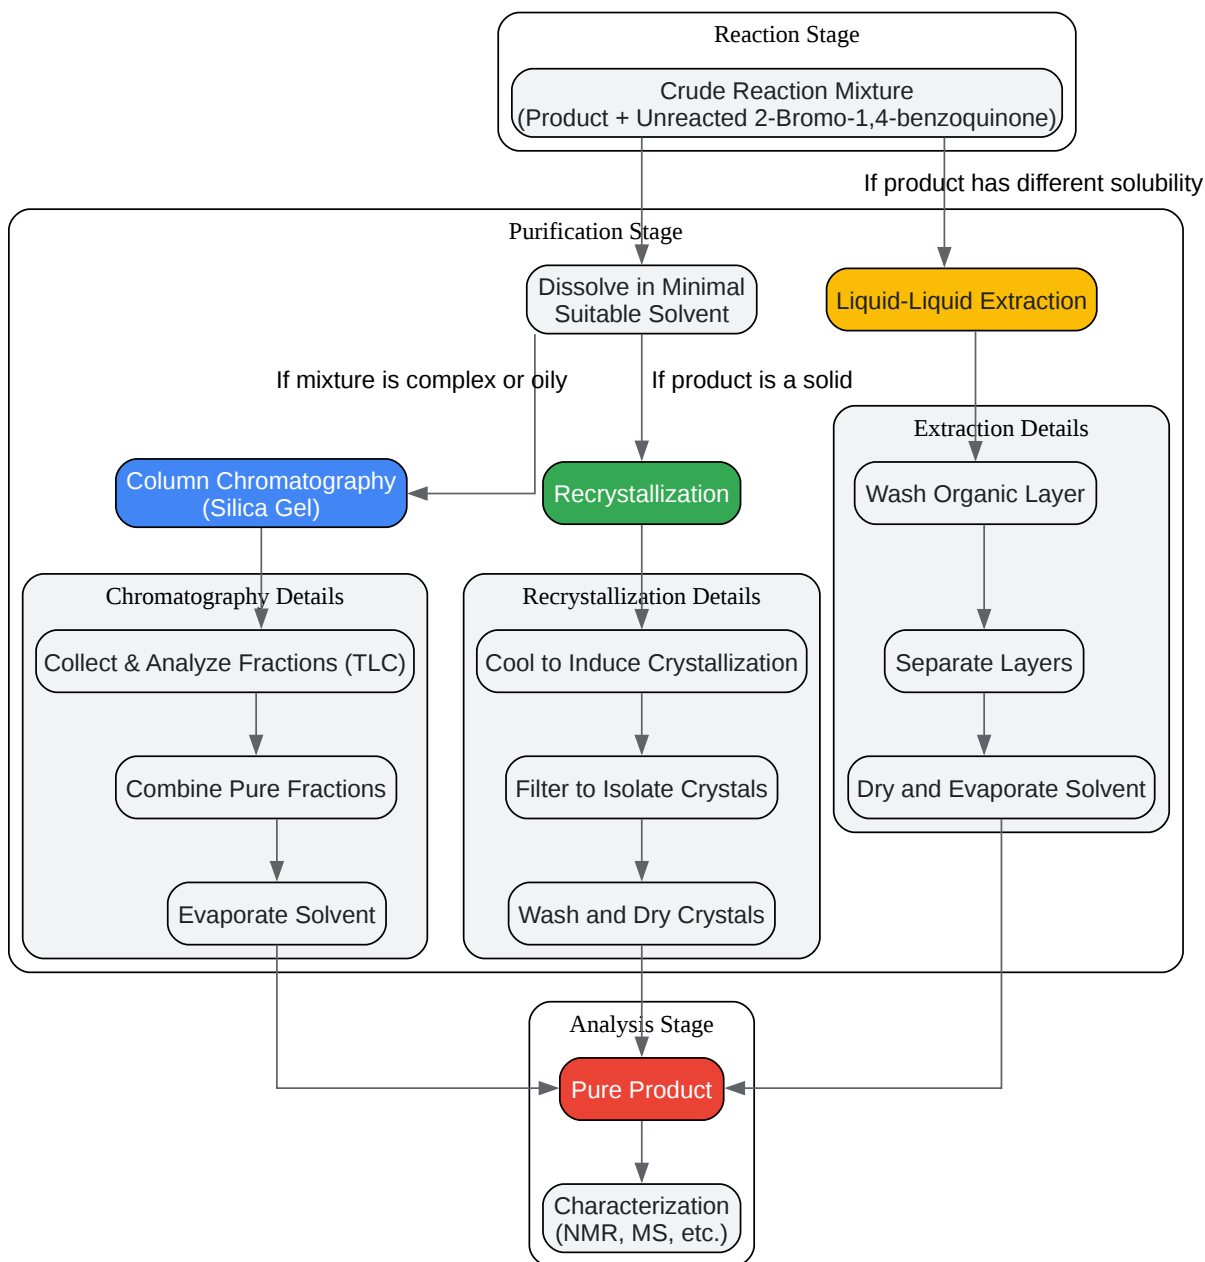 Reaction Stage
Crude Reaction Mixture
(Product + Unreacted 2-Bromo-1,4-benzoquinone)
If product has different solubility
Purification Stage
Dissolve in Minimal
Suitable Solvent
Liquid-Liquid Extraction
If mixture is complex or oily
If product is a solid
Extraction Details
Column Chromatography
(Silica Gel)
Recrystallization
Wash Organic Layer
Chromatography Details
Recrystallization Details
Collect & Analyze Fractions (TLC)
Cool to Induce Crystallization
Separate Layers
Combine Pure Fractions
Filter to Isolate Crystals
Dry and Evaporate Solvent
Evaporate Solvent
Wash and Dry Crystals
Analysis Stage
Pure Product
Characterization
(NMR, MS, etc.)